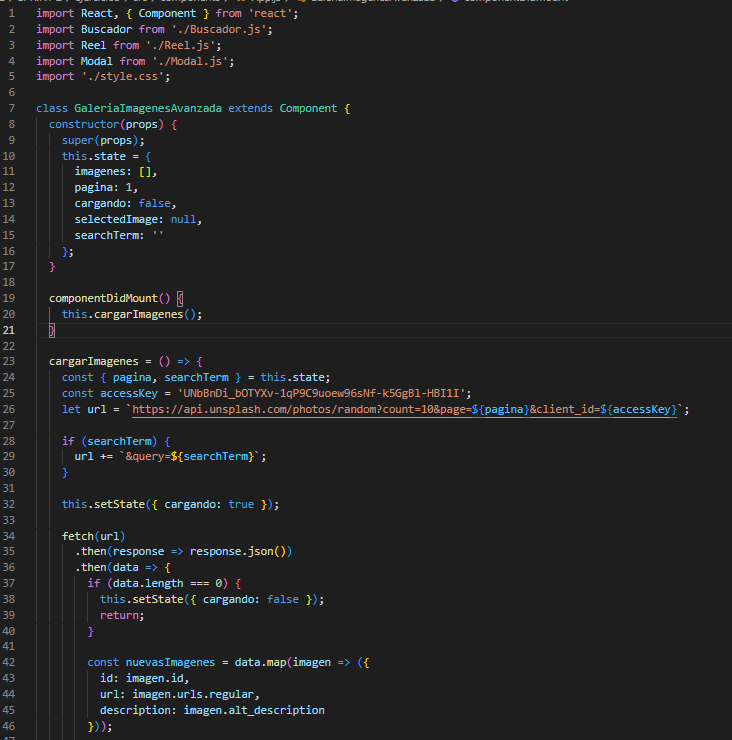 1 import React, { Component } from 'react';
2 import Buscador from './Buscador.js';
3 import Reel from './Reel.js';
4 import Modal from './Modal.js';
5 import './style.css';
6
7 class GaleriaImagenesAvanzada extends Component {
8 constructor(props) {
9 super(props);
10 this.state = {
11 imagenes: [],
12 pagina: 1,
13 cargando: false,
14 selectedImage: null,
15 searchTerm: ''
16 };
17 }
18
19 componentDidMount() {
20 this.cargarImagenes();
21 }
22
23 cargarImagenes = () => {
24 const { pagina, searchTerm } = this.state;
25 const accessKey = 'UNbBnDi_bOTYXv-1qP9C9uoew96sNf-k5GgBl-HBI1I';
26 let url = `https://api.unsplash.com/photos/random?count=10&page=${pagina}&client_id=${accessKey}`;
27
28 if (searchTerm) {
29 url += `&query=${searchTerm}`;
30 }
31
32 this.setState({ cargando: true });
33
34 fetch(url)
35 .then(response => response.json())
36 .then(data => {
37 if (data.length === 0) {
38 this.setState({ cargando: false });
39 return;
40 }
41
42 const nuevasImagenes = data.map(imagen => ({
43 id: imagen.id,
44 url: imagen.urls.regular,
45 description: imagen.alt_description
46 }));